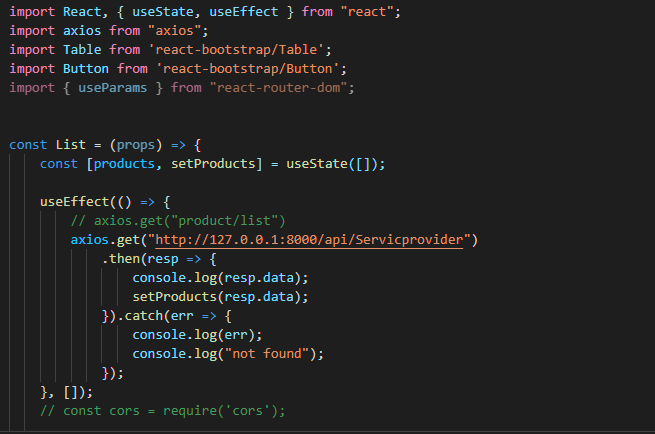 import React, { useState, useEffect } from "react";
import axios from "axios";
import Table from 'react-bootstrap/Table';
import Button from 'react-bootstrap/Button';
import { useParams } from "react-router-dom";
const List = (props) => {
const [products, setProducts] = useState([]);
useEffect(() => {
// axios.get("product/list")
axios.get("http://127.0.0.1:8000/api/Servicprovider")
.then(resp => {
console.log(resp.data);
setProducts(resp.data);
}).catch(err => {
console.log(err);
console.log("not found");
});
}, []);
// const cors = require('cors');